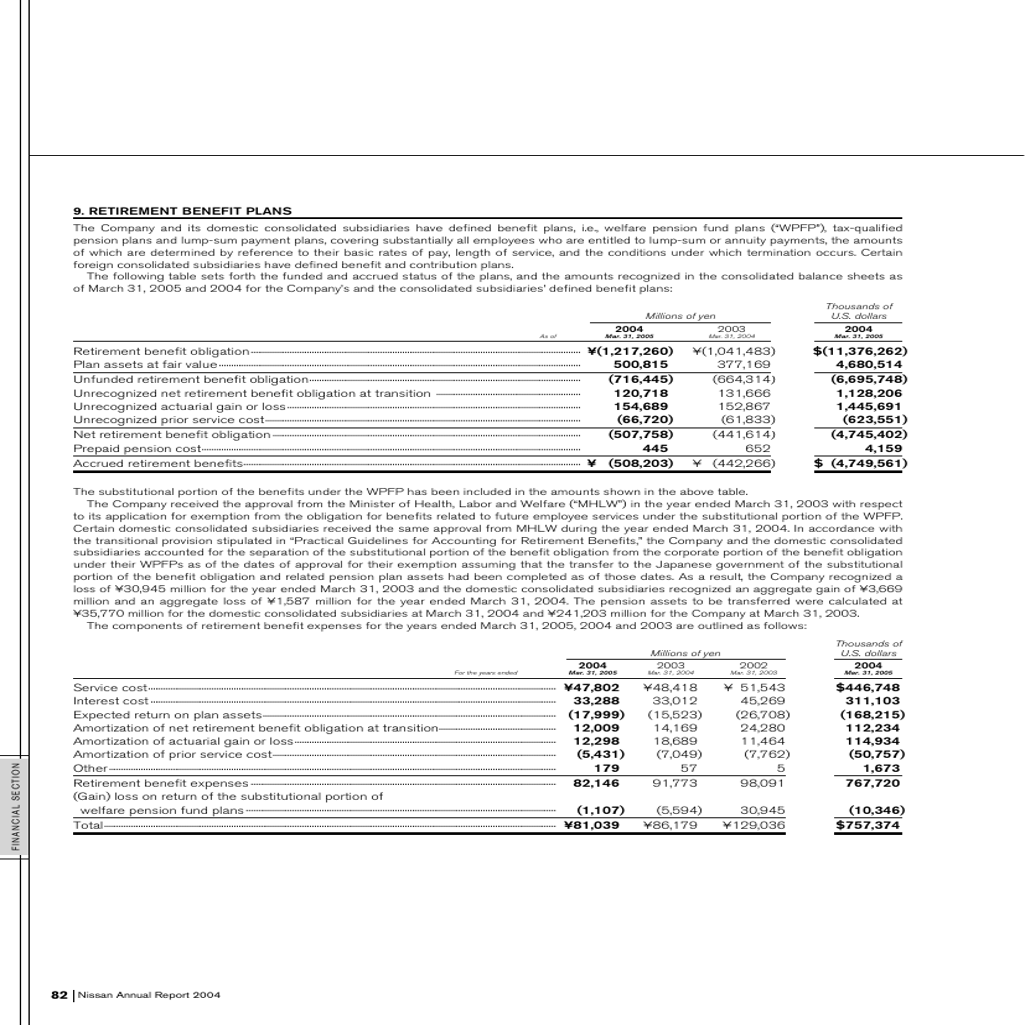 9. RETIREMENT BENEFIT PLANS
The Company and its domestic consolidated subsidiaries have defined benefit plans, i.e., welfare pension fund plans (“WPFP”), tax-qualified
pension plans and lump-sum payment plans, covering substantially all employees who are entitled to lump-sum or annuity payments, the amounts
of which are determined by reference to their basic rates of pay, length of service, and the conditions under which termination occurs. Certain
foreign consolidated subsidiaries have defined benefit and contribution plans.
The following table sets forth the funded and accrued status of the plans, and the amounts recognized in the consolidated balance sheets as
of March 31, 2005 and 2004 for the Company's and the consolidated subsidiaries' defined benefit plans:
Thousands of
Millions of yen U.S. dollars
2004 2003 2004
As of Mar. 31, 2005 Mar. 31, 2004 Mar. 31, 2005
Retirement benefit obligation ¥(1,217,260) ¥(1,041,483) $(11,376,262)
Plan assets at fair value 500,815 377,169 4,680,514
Unfunded retirement benefit obligation (716,445) (664,314) (6,695,748)
Unrecognized net retirement benefit obligation at transition 120,718 131,666 1,128,206
Unrecognized actuarial gain or loss 154,689 152,867 1,445,691
Unrecognized prior service cost (66,720) (61,833) (623,551)
Net retirement benefit obligation (507,758) (441,614) (4,745,402)
Prepaid pension cost 445 652 4,159
Accrued retirement benefits ¥ (508,203) ¥ (442,266) $ (4,749,561)
The substitutional portion of the benefits under the WPFP has been included in the amounts shown in the above table.
The Company received the approval from the Minister of Health, Labor and Welfare (“MHLW”) in the year ended March 31, 2003 with respect
to its application for exemption from the obligation for benefits related to future employee services under the substitutional portion of the WPFP.
Certain domestic consolidated subsidiaries received the same approval from MHLW during the year ended March 31, 2004. In accordance with
the transitional provision stipulated in “Practical Guidelines for Accounting for Retirement Benefits,” the Company and the domestic consolidated
subsidiaries accounted for the separation of the substitutional portion of the benefit obligation from the corporate portion of the benefit obligation
under their WPFPs as of the dates of approval for their exemption assuming that the transfer to the Japanese government of the substitutional
portion of the benefit obligation and related pension plan assets had been completed as of those dates. As a result, the Company recognized a
loss of ¥30,945 million for the year ended March 31, 2003 and the domestic consolidated subsidiaries recognized an aggregate gain of ¥3,669
million and an aggregate loss of ¥1,587 million for the year ended March 31, 2004. The pension assets to be transferred were calculated at
¥35,770 million for the domestic consolidated subsidiaries at March 31, 2004 and ¥241,203 million for the Company at March 31, 2003.
The components of retirement benefit expenses for the years ended March 31, 2005, 2004 and 2003 are outlined as follows:
Thousands of
Millions of yen U.S. dollars
2004 2003 2002 2004
For the years ended Mar. 31, 2005 Mar. 31, 2004 Mar. 31, 2003 Mar. 31, 2005
Service cost ¥47,802 ¥48,418 ¥ 51,543 $446,748
Interest cost 33,288 33,012 45,269 311,103
Expected return on plan assets (17,999) (15,523) (26,708) (168,215)
Amortization of net retirement benefit obligation at transition 12,009 14,169 24,280 112,234
Amortization of actuarial gain or loss 12,298 18,689 11,464 114,934
Amortization of prior service cost (5,431) (7,049) (7,762) (50,757)
Other 179 57 5 1,673
Retirement benefit expenses 82,146 91,773 98,091 767,720
(Gain) loss on return of the substitutional portion of
welfare pension fund plans (1,107) (5,594) 30,945 (10,346)
Total ¥81,039 ¥86,179 ¥129,036 $757,374
FINANCIAL SECTION
82 Nissan Annual Report 2004